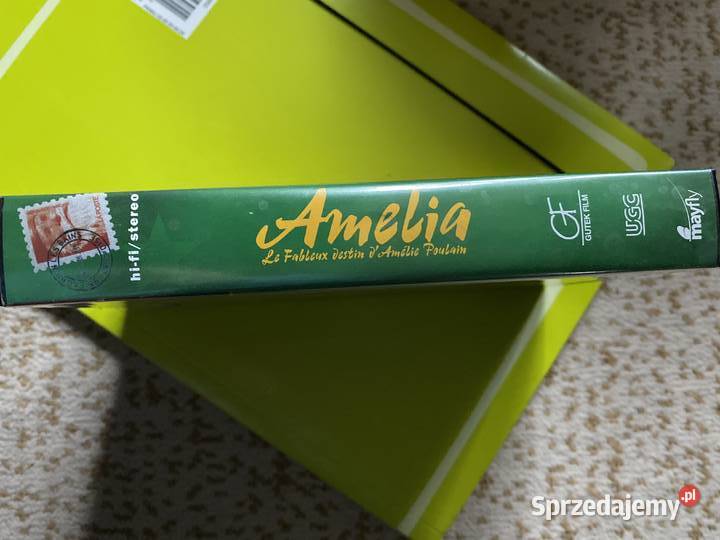 hi-fi/stereo
Amelia
Le Fableux destin d'Amélie Poulain
GF
GUTEK FILM
UGC
mayfly
Sprzedajemy.pl